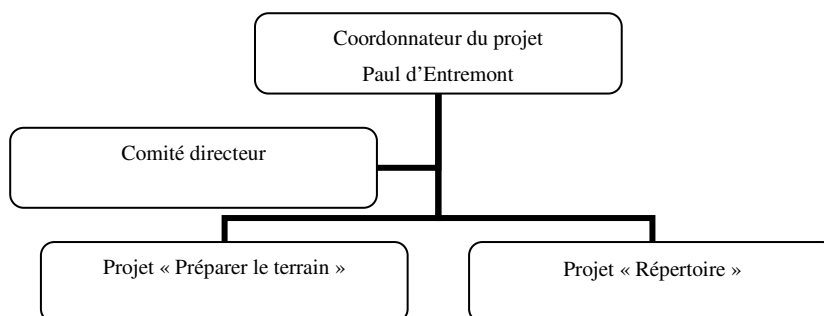 Coordonnateur du projet
Paul d’Entremont
Comité directeur
Projet « Préparer le terrain »
Projet « Répertoire »